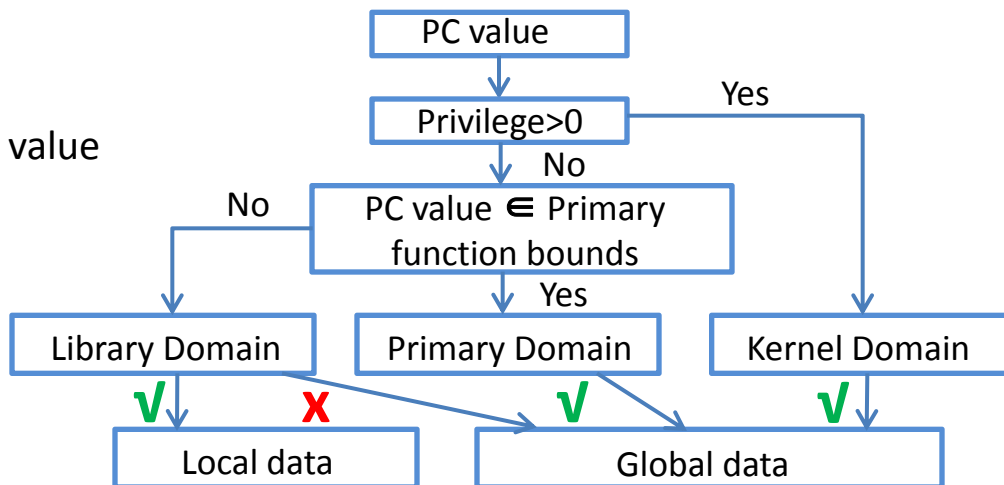 PC value
Yes
Privilege>0
value
No
No
PC value ∈ Primary
function bounds
Yes
Library Domain
Primary Domain
Kernel Domain
√
X
√
√
Local data
Global data